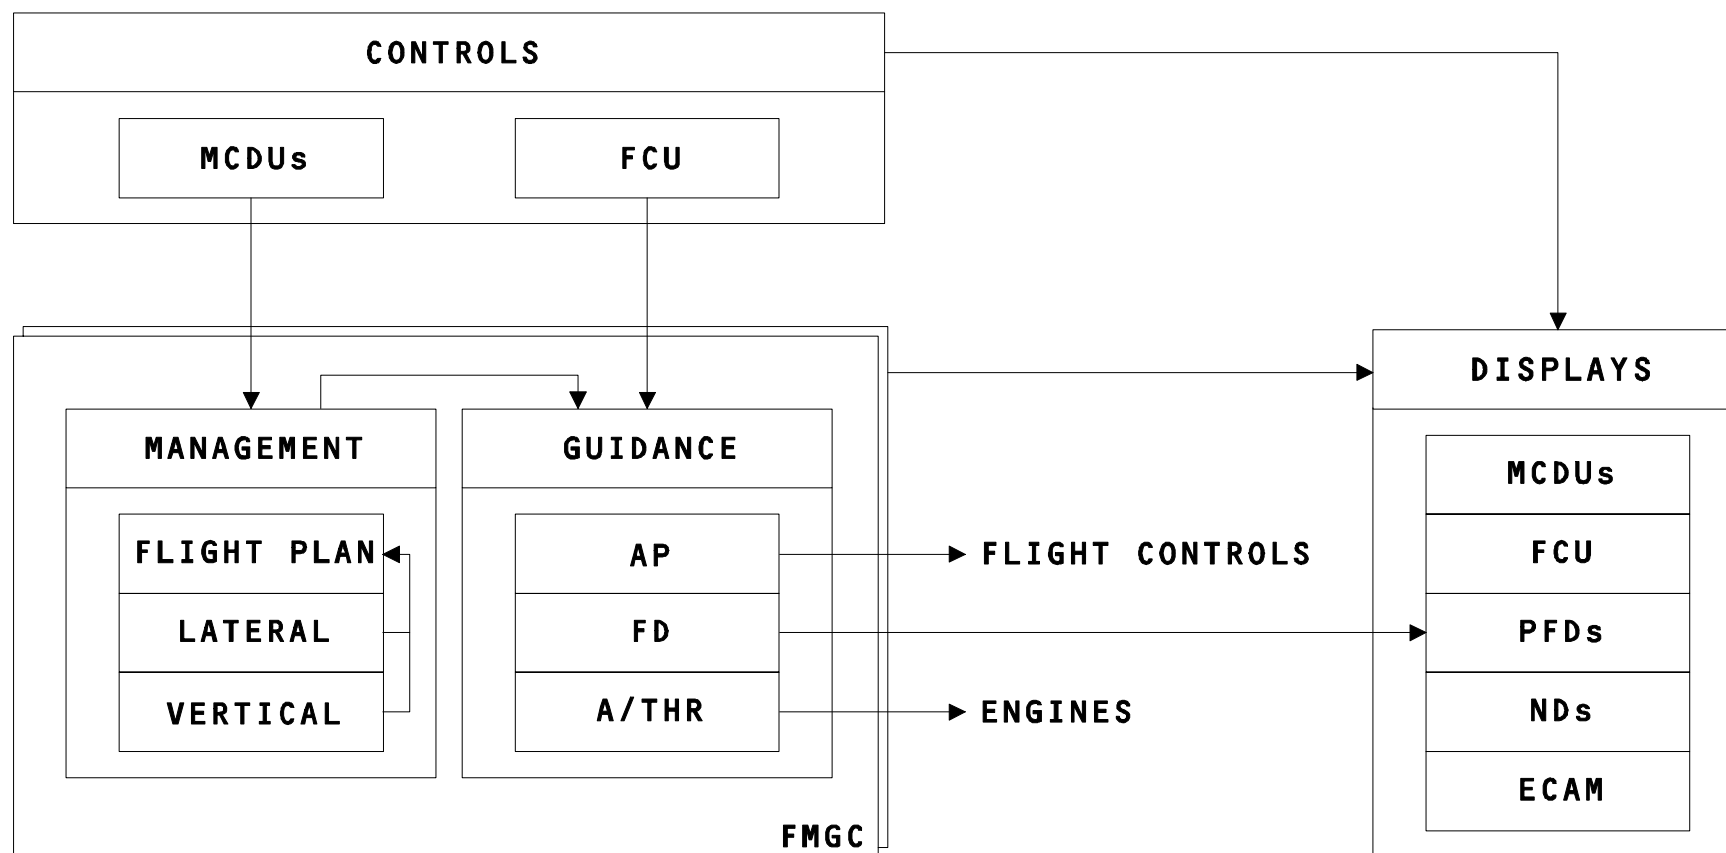 CONTROLS
MCDUs
FCU
MANAGEMENT
FLIGHT PLAN
LATERAL
VERTICAL
GUIDANCE
AP
FD
A/THR
FMGC
FLIGHT CONTROLS
ENGINES
DISPLAYS
MCDUs
FCU
PFDs
NDs
ECAM